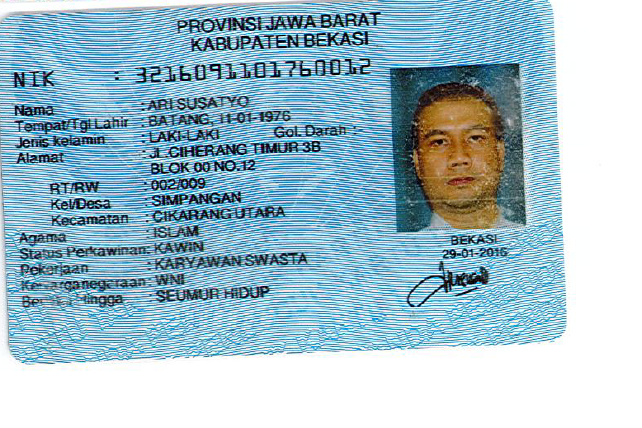 PROVINSI JAWA BARAT
KABUPATEN BEKASI
NIK : 3216091101760012
Nama : ARI SUSATYO
Tempat/Tgl Lahir : BATANG, 11-01-1976
Jenis kelamin : LAKI-LAKI Gol. Darah :-
Alamat : JL.CIHERANG TIMUR 3B
BLOK 00 NO.12
RT/RW : 002/009
Kel/Desa : SIMPANGAN
Kecamatan : CIKARANG UTARA
Agama : ISLAM
Status Perkawinan: KAWIN
Pekerjaan : KARYAWAN SWASTA
Kewarganegaraan: WNI
Berlaku Hingga : SEUMUR HIDUP
BEKASI
29-01-2016